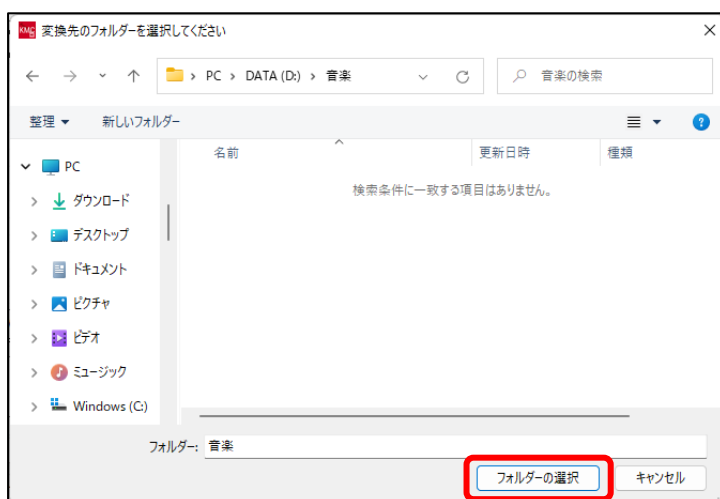 KMC 変換先のフォルダーを選択してください
PC > DATA (D:) > 音楽 音楽の検索
整理 新しいフォルダー
名前 更新日時 種類
検索条件に一致する項目はありません。
PC
ダウンロード
デスクトップ
ドキュメント
ピクチャ
ビデオ
ミュージック
Windows (C:)
フォルダー: 音楽
フォルダーの選択 キャンセル